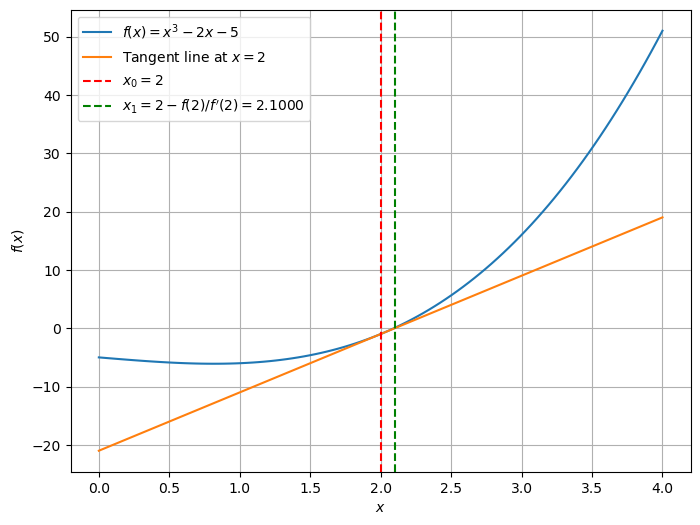 f(x) = x³ − 2x − 5
Tangent line at x = 2
x₀ = 2
x₁ = 2 − f(2)/f′(2) = 2.1000
50
40
30
20
10
0
−10
−20
f(x)
0.0 0.5 1.0 1.5 2.0 2.5 3.0 3.5 4.0
x